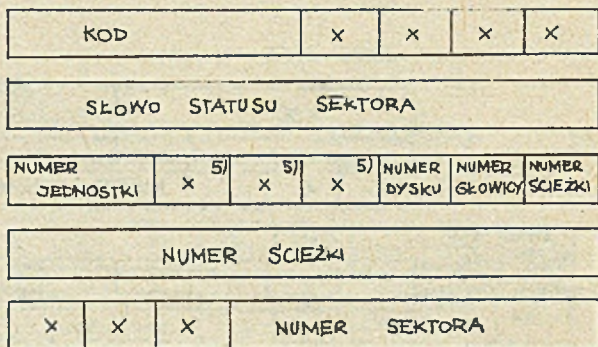 KOD × × × ×
SŁOWO STATUSU SEKTORA
NUMER 5) 5) 5) NUMER NUMER NUMER
JEDNOSTKI × × × DYSKU GŁOWICY ŚCIEŻKI
NUMER ŚCIEŻKI
× × × NUMER SEKTORA